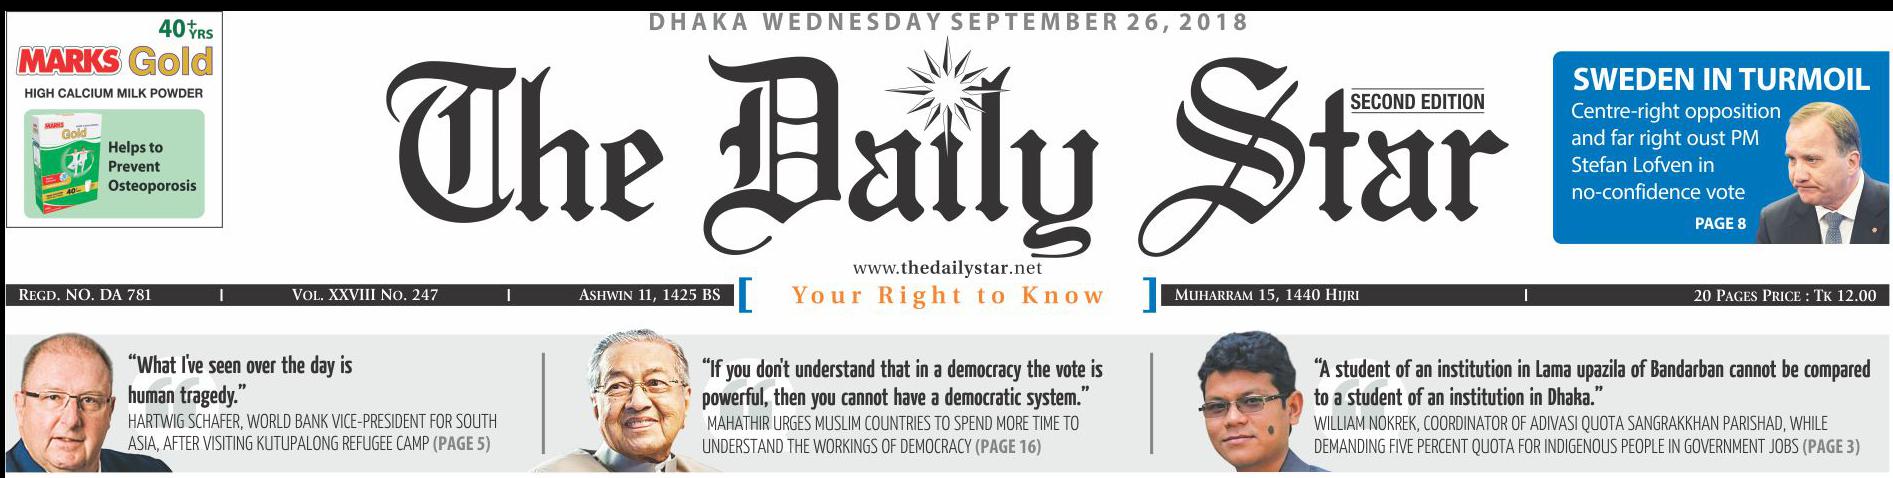 DHAKA WEDNESDAY SEPTEMBER 26, 2018
40+ YRS
MARKS Gold
HIGH CALCIUM MILK POWDER
MARKS
Gold
40+
Helps to
Prevent
Osteoporosis
The Daily Star
SECOND EDITION
www.thedailystar.net
SWEDEN IN TURMOIL
Centre-right opposition
and far right oust PM
Stefan Lofven in
no-confidence vote
PAGE 8
REGD. NO. DA 781 | VOL. XXVIII NO. 247 | ASHWIN 11, 1425 BS [ Your Right to Know ] MUHARRAM 15, 1440 HIJRI | 20 PAGES PRICE : TK 12.00
“What I've seen over the day is
human tragedy.”
HARTWIG SCHAFER, WORLD BANK VICE-PRESIDENT FOR SOUTH
ASIA, AFTER VISITING KUTUPALONG REFUGEE CAMP (PAGE 5)
“If you don't understand that in a democracy the vote is
powerful, then you cannot have a democratic system.”
MAHATHIR URGES MUSLIM COUNTRIES TO SPEND MORE TIME TO
UNDERSTAND THE WORKINGS OF DEMOCRACY (PAGE 16)
“A student of an institution in Lama upazila of Bandarban cannot be compared
to a student of an institution in Dhaka.”
WILLIAM NOKREK, COORDINATOR OF ADIVASI QUOTA SANGRAKKHAN PARISHAD, WHILE
DEMANDING FIVE PERCENT QUOTA FOR INDIGENOUS PEOPLE IN GOVERNMENT JOBS (PAGE 3)